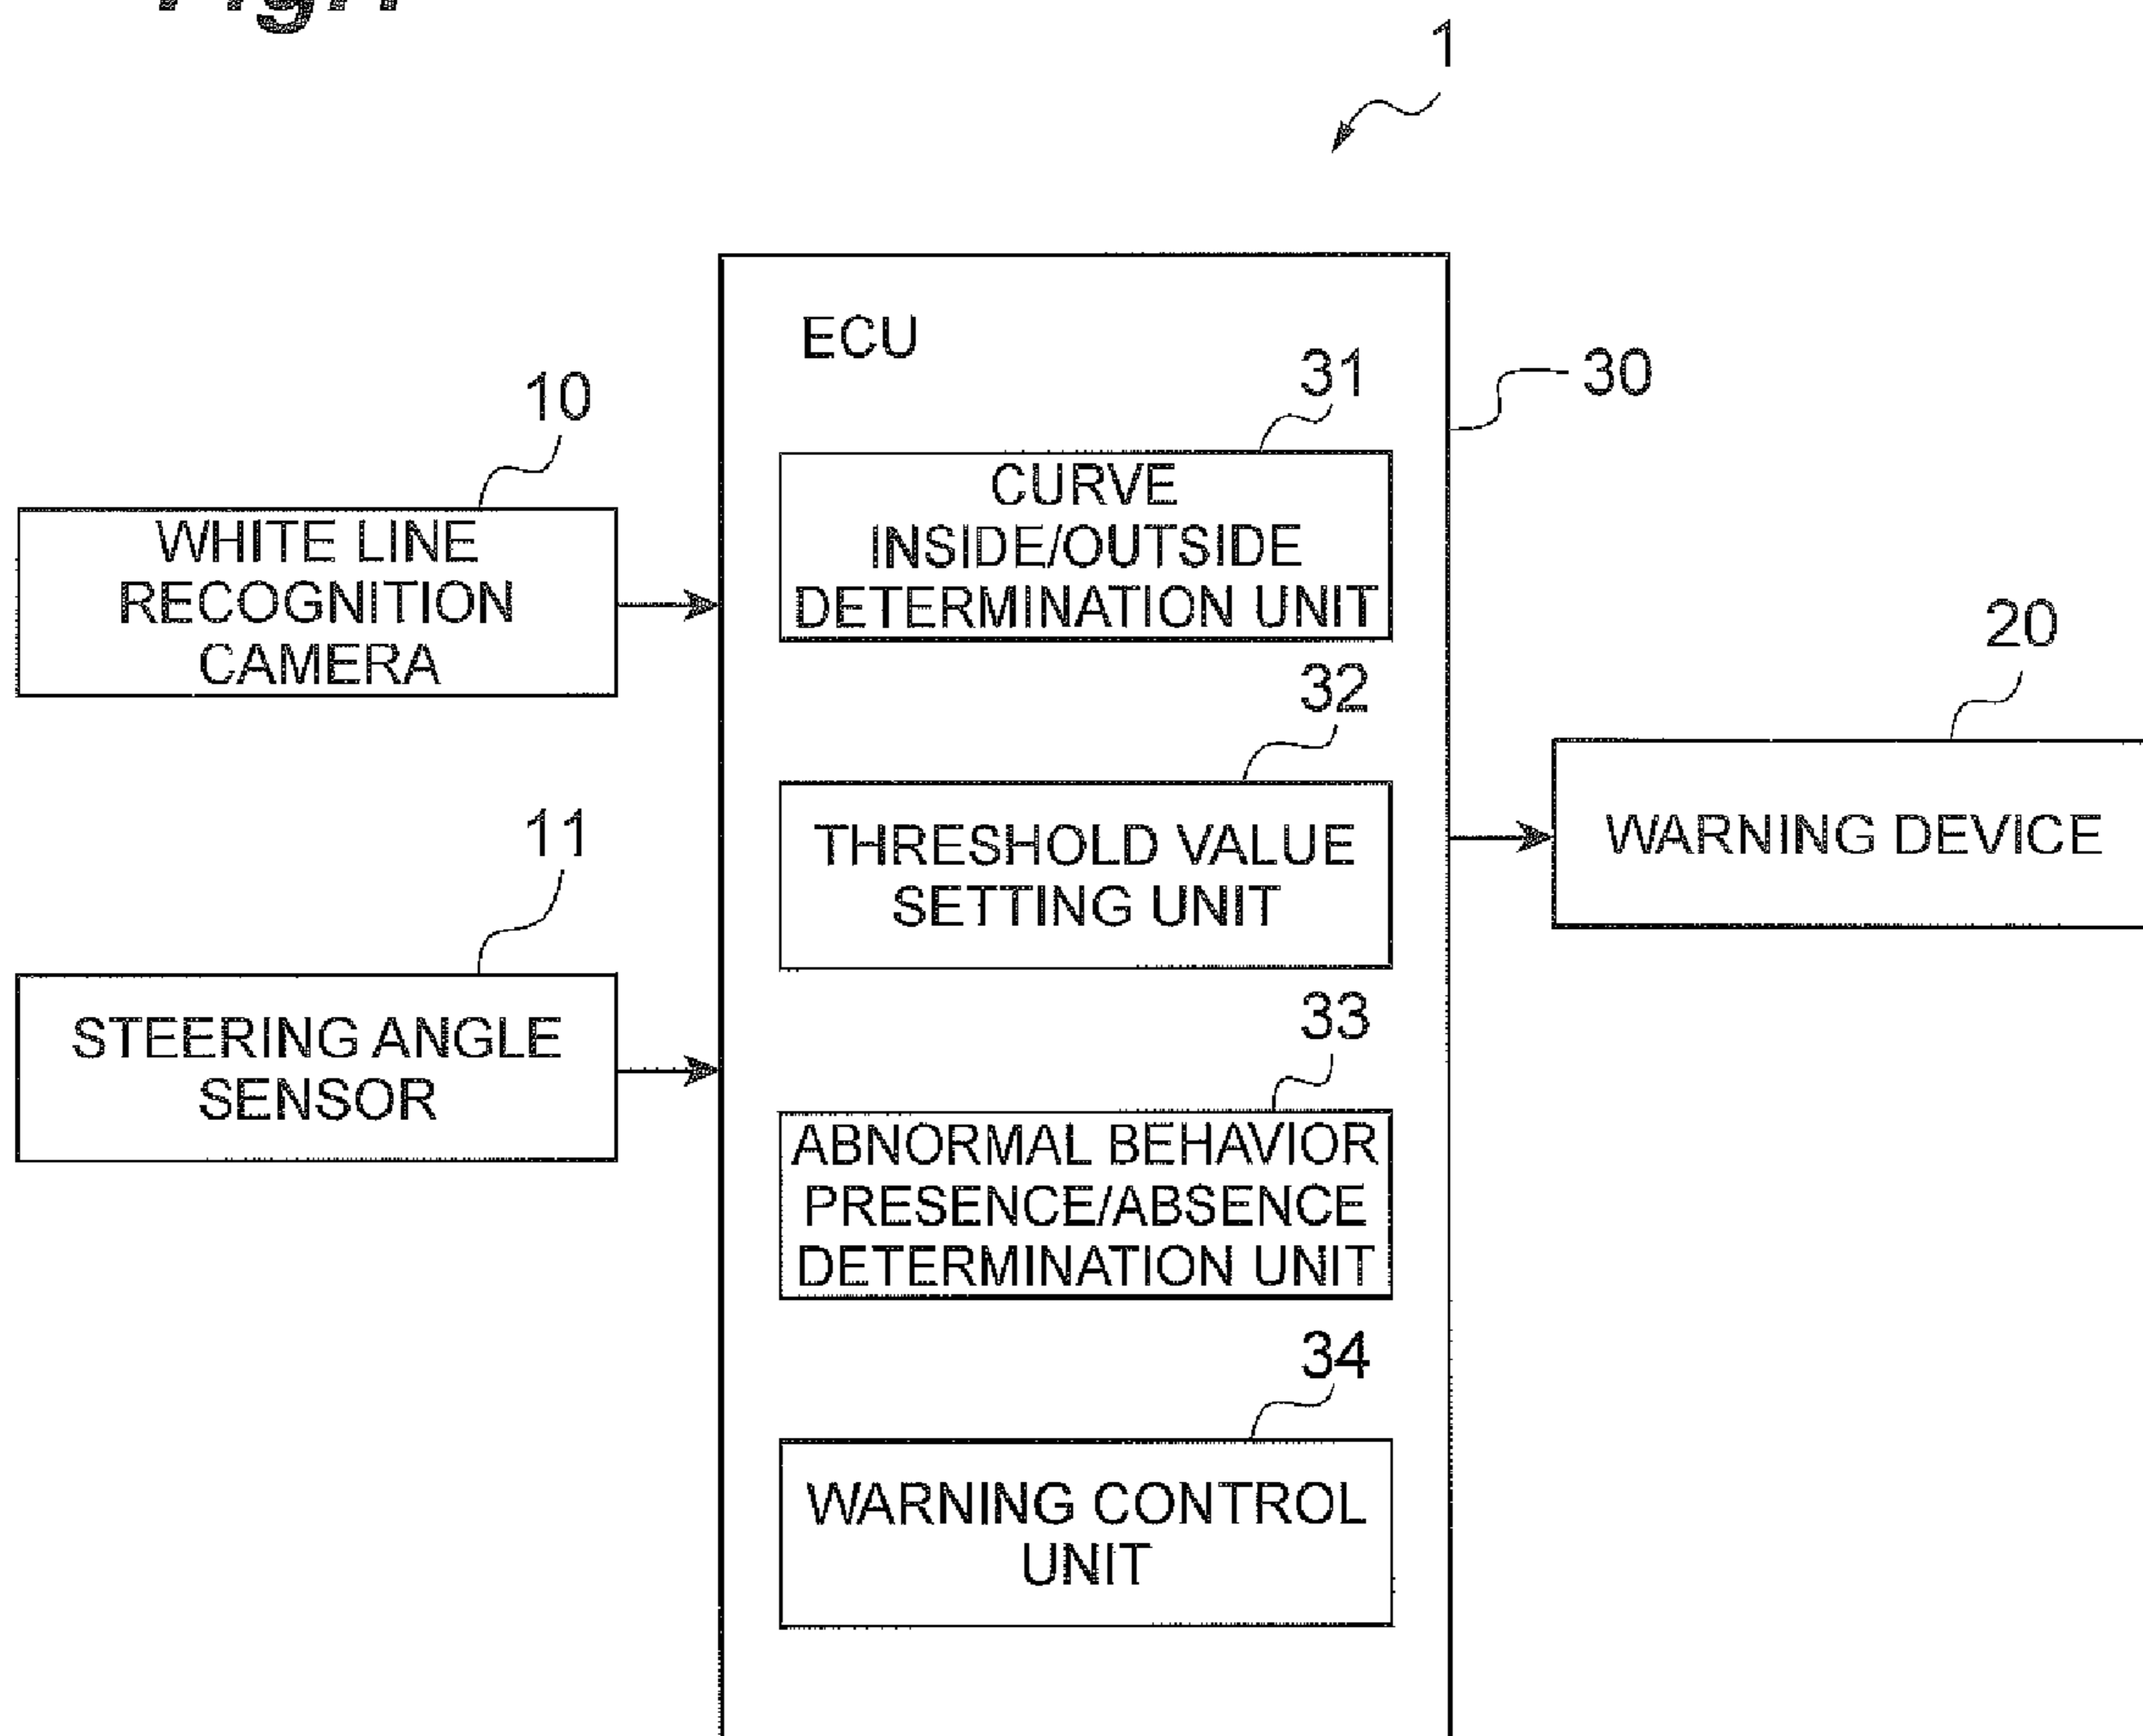 1
ECU
31
30
10
CURVE
INSIDE/OUTSIDE
DETERMINATION UNIT
WHITE LINE
RECOGNITION
CAMERA
32
20
THRESHOLD VALUE
SETTING UNIT
WARNING DEVICE
11
STEERING ANGLE
SENSOR
33
ABNORMAL BEHAVIOR
PRESENCE/ABSENCE
DETERMINATION UNIT
34
WARNING CONTROL
UNIT